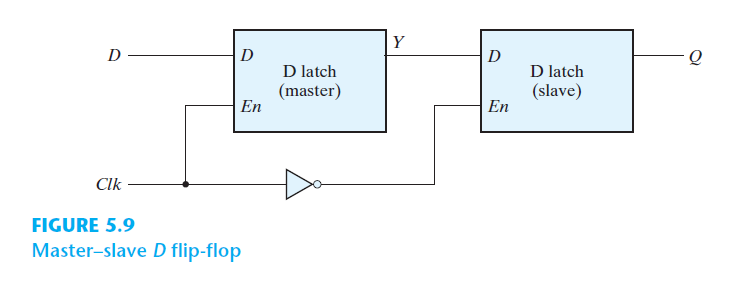 D
D
D latch
(master)
En
Y
D
D latch
(slave)
En
Q
Clk
FIGURE 5.9
Master–slave D flip-flop